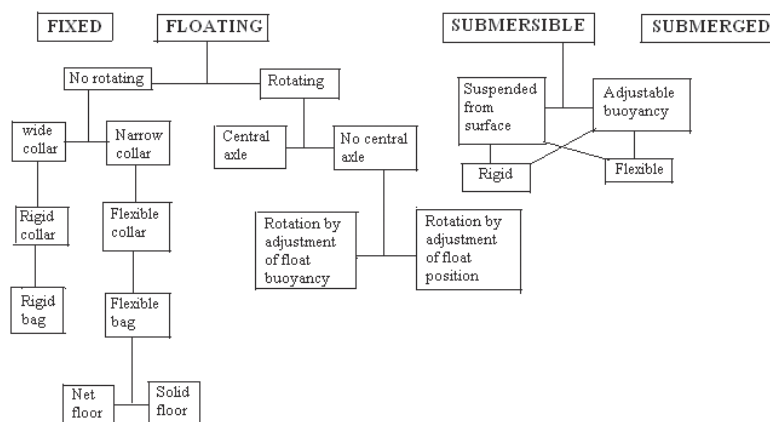 FIXED
FLOATING
SUBMERSIBLE
SUBMERGED
No rotating
Rotating
Suspended
from
surface
Adjustable
buoyancy
wide
collar
Narrow
collar
Central
axle
No central
axle
Rigid
Flexible
Rigid
collar
Flexible
collar
Rotation by
adjustment
of float
buoyancy
Rotation by
adjustment
of float
position
Rigid
bag
Flexible
bag
Net
floor
Solid
floor